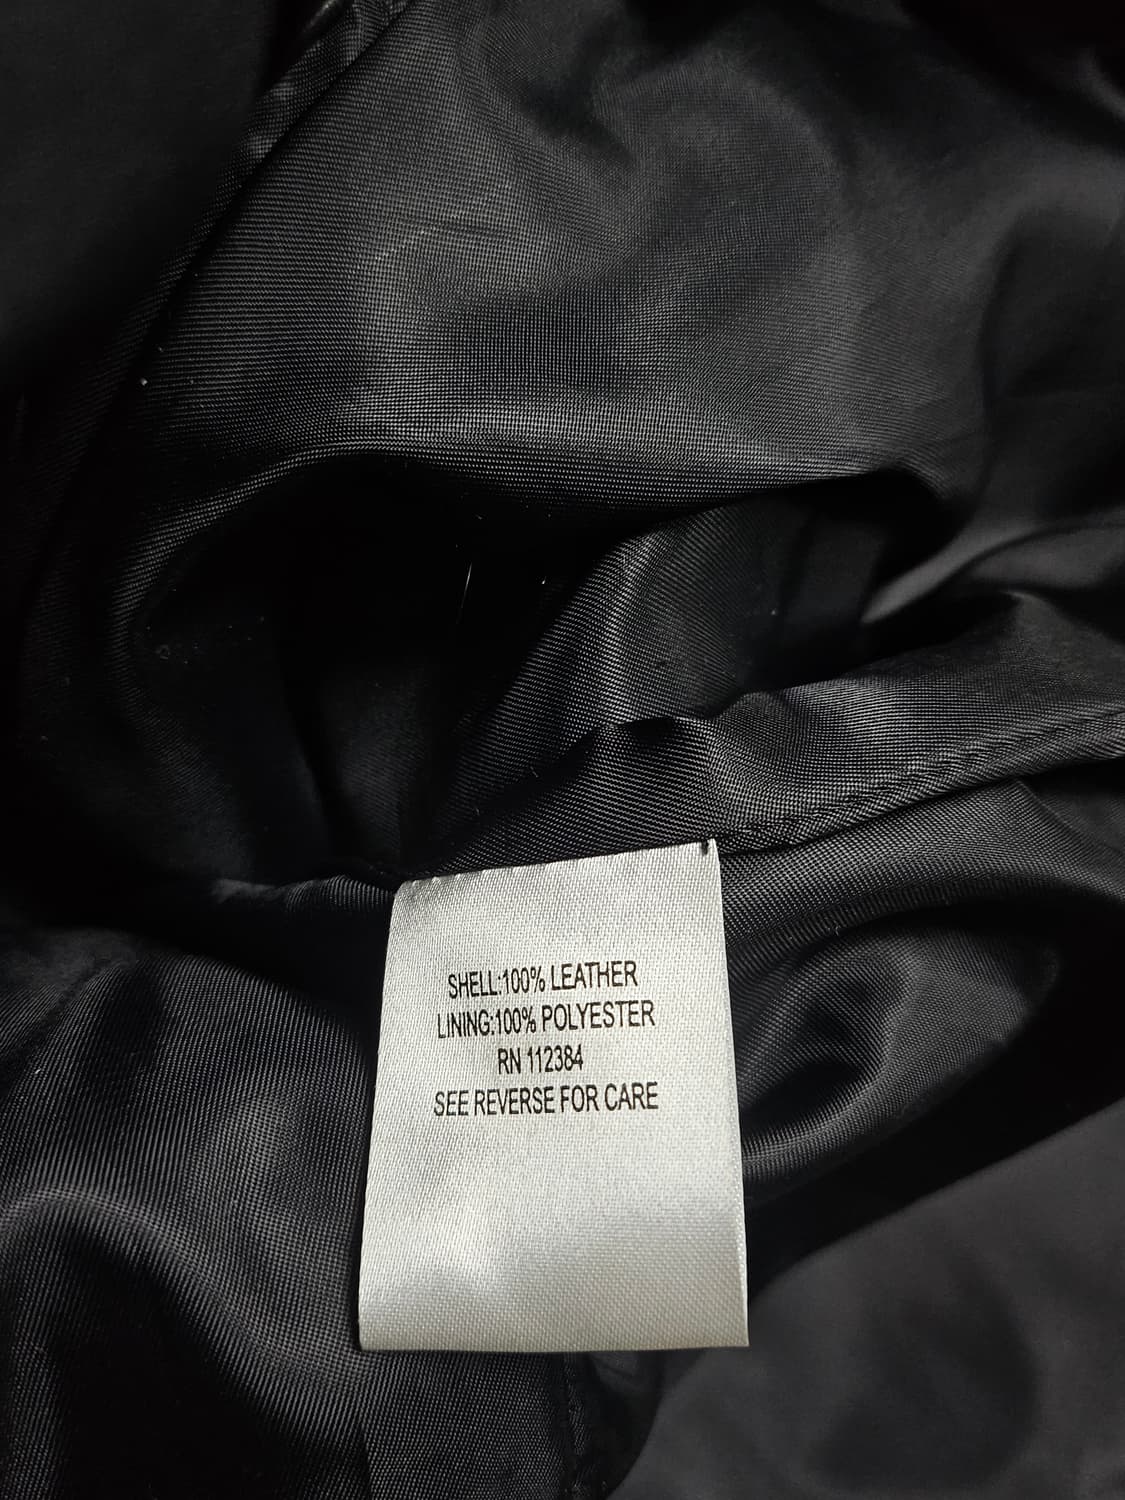 SHELL:100% LEATHER
LINING:100% POLYESTER
RN 112384
SEE REVERSE FOR CARE